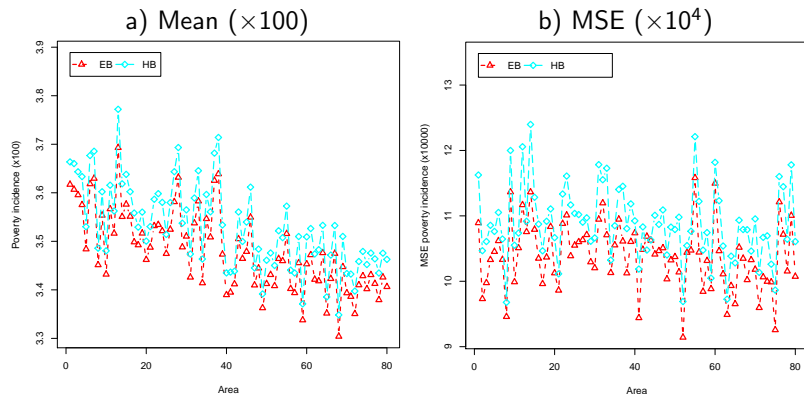 a) Mean (×100)
3.9
3.8
3.7
3.6
3.5
3.4
3.3
Poverty incidence (x100)
EB
HB
0
20
40
60
80
Area
b) MSE (×10⁴)
13
12
11
10
9
MSE poverty incidence (x10000)
EB
HB
0
20
40
60
80
Area